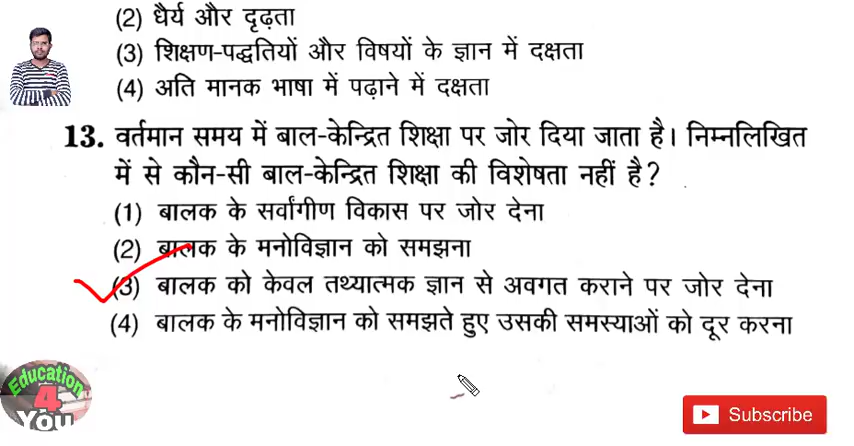 (2) धैर्य और दृढ़ता
(3) शिक्षण-पद्धतियों और विषयों के ज्ञान में दक्षता
(4) अति मानक भाषा में पढ़ाने में दक्षता
13. वर्तमान समय में बाल-केन्द्रित शिक्षा पर जोर दिया जाता है। निम्नलिखित
में से कौन-सी बाल-केन्द्रित शिक्षा की विशेषता नहीं है?
(1) बालक के सर्वांगीण विकास पर जोर देना
(2) बालक के मनोविज्ञान को समझना
(3) बालक को केवल तथ्यात्मक ज्ञान से अवगत कराने पर जोर देना
(4) बालक के मनोविज्ञान को समझते हुए उसकी समस्याओं को दूर करना
Education
4
You
Subscribe